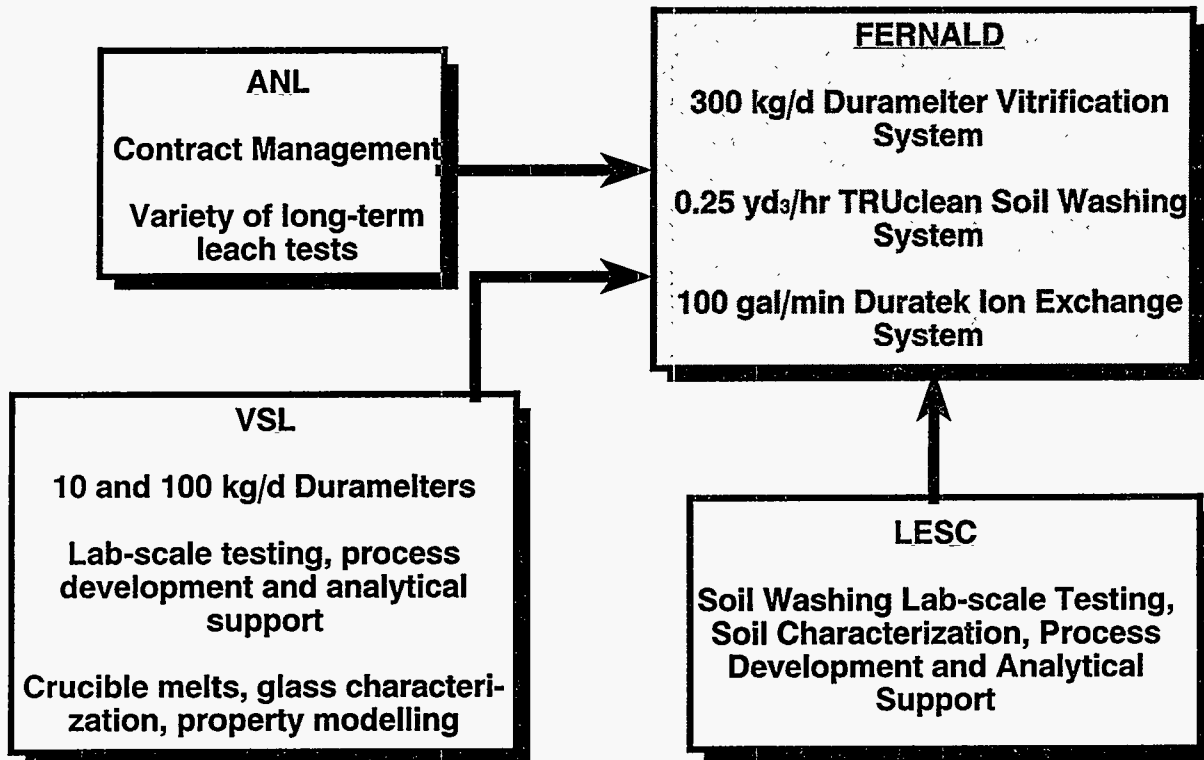 ANL
Contract Management
Variety of long-term
leach tests
FERNALD
300 kg/d Duramelter Vitrification
System
0.25 yd₃/hr TRUclean Soil Washing
System
100 gal/min Duratek Ion Exchange
System
VSL
10 and 100 kg/d Duramelters
Lab-scale testing, process
development and analytical
support
Crucible melts, glass characteri-
zation, property modelling
LESC
Soil Washing Lab-scale Testing,
Soil Characterization, Process
Development and Analytical
Support